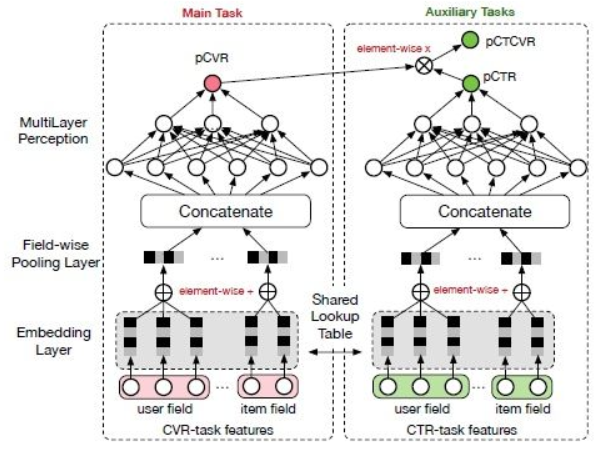 Main Task
Auxiliary Tasks
pCVR
element-wise x
pCTCVR
pCTR
MultiLayer
Perception
Concatenate
Concatenate
Field-wise
Pooling Layer
...
...
...
...
element-wise +
element-wise +
Shared
Lookup
Table
Embedding
Layer
...
...
user field
item field
user field
item field
CVR-task features
CTR-task features